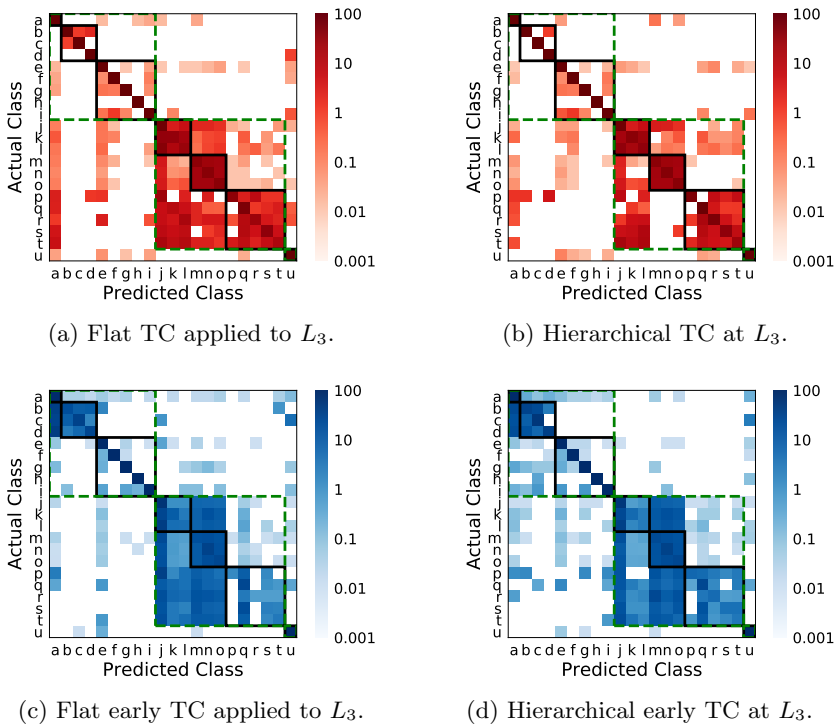 Actual Class
a
b
c
d
e
f
g
h
i
k
l
m
n
o
p
q
r
s
t
u
a b c d e f g h i j k l m n o p q r s t u
Predicted Class
100
10
1
0.1
0.01
0.001
(a) Flat TC applied to L3.
Actual Class
a
b
c
d
e
f
g
h
i
k
l
m
n
o
p
q
r
s
t
u
a b c d e f g h i j k l m n o p q r s t u
Predicted Class
100
10
1
0.1
0.01
0.001
(b) Hierarchical TC at L3.
Actual Class
a
b
c
d
e
f
g
h
i
k
l
m
n
o
p
q
r
s
t
u
a b c d e f g h i j k l m n o p q r s t u
Predicted Class
100
10
1
0.1
0.01
0.001
(c) Flat early TC applied to L3.
Actual Class
a
b
c
d
e
f
g
h
i
k
l
m
n
o
p
q
r
s
t
u
a b c d e f g h i j k l m n o p q r s t u
Predicted Class
100
10
1
0.1
0.01
0.001
(d) Hierarchical early TC at L3.